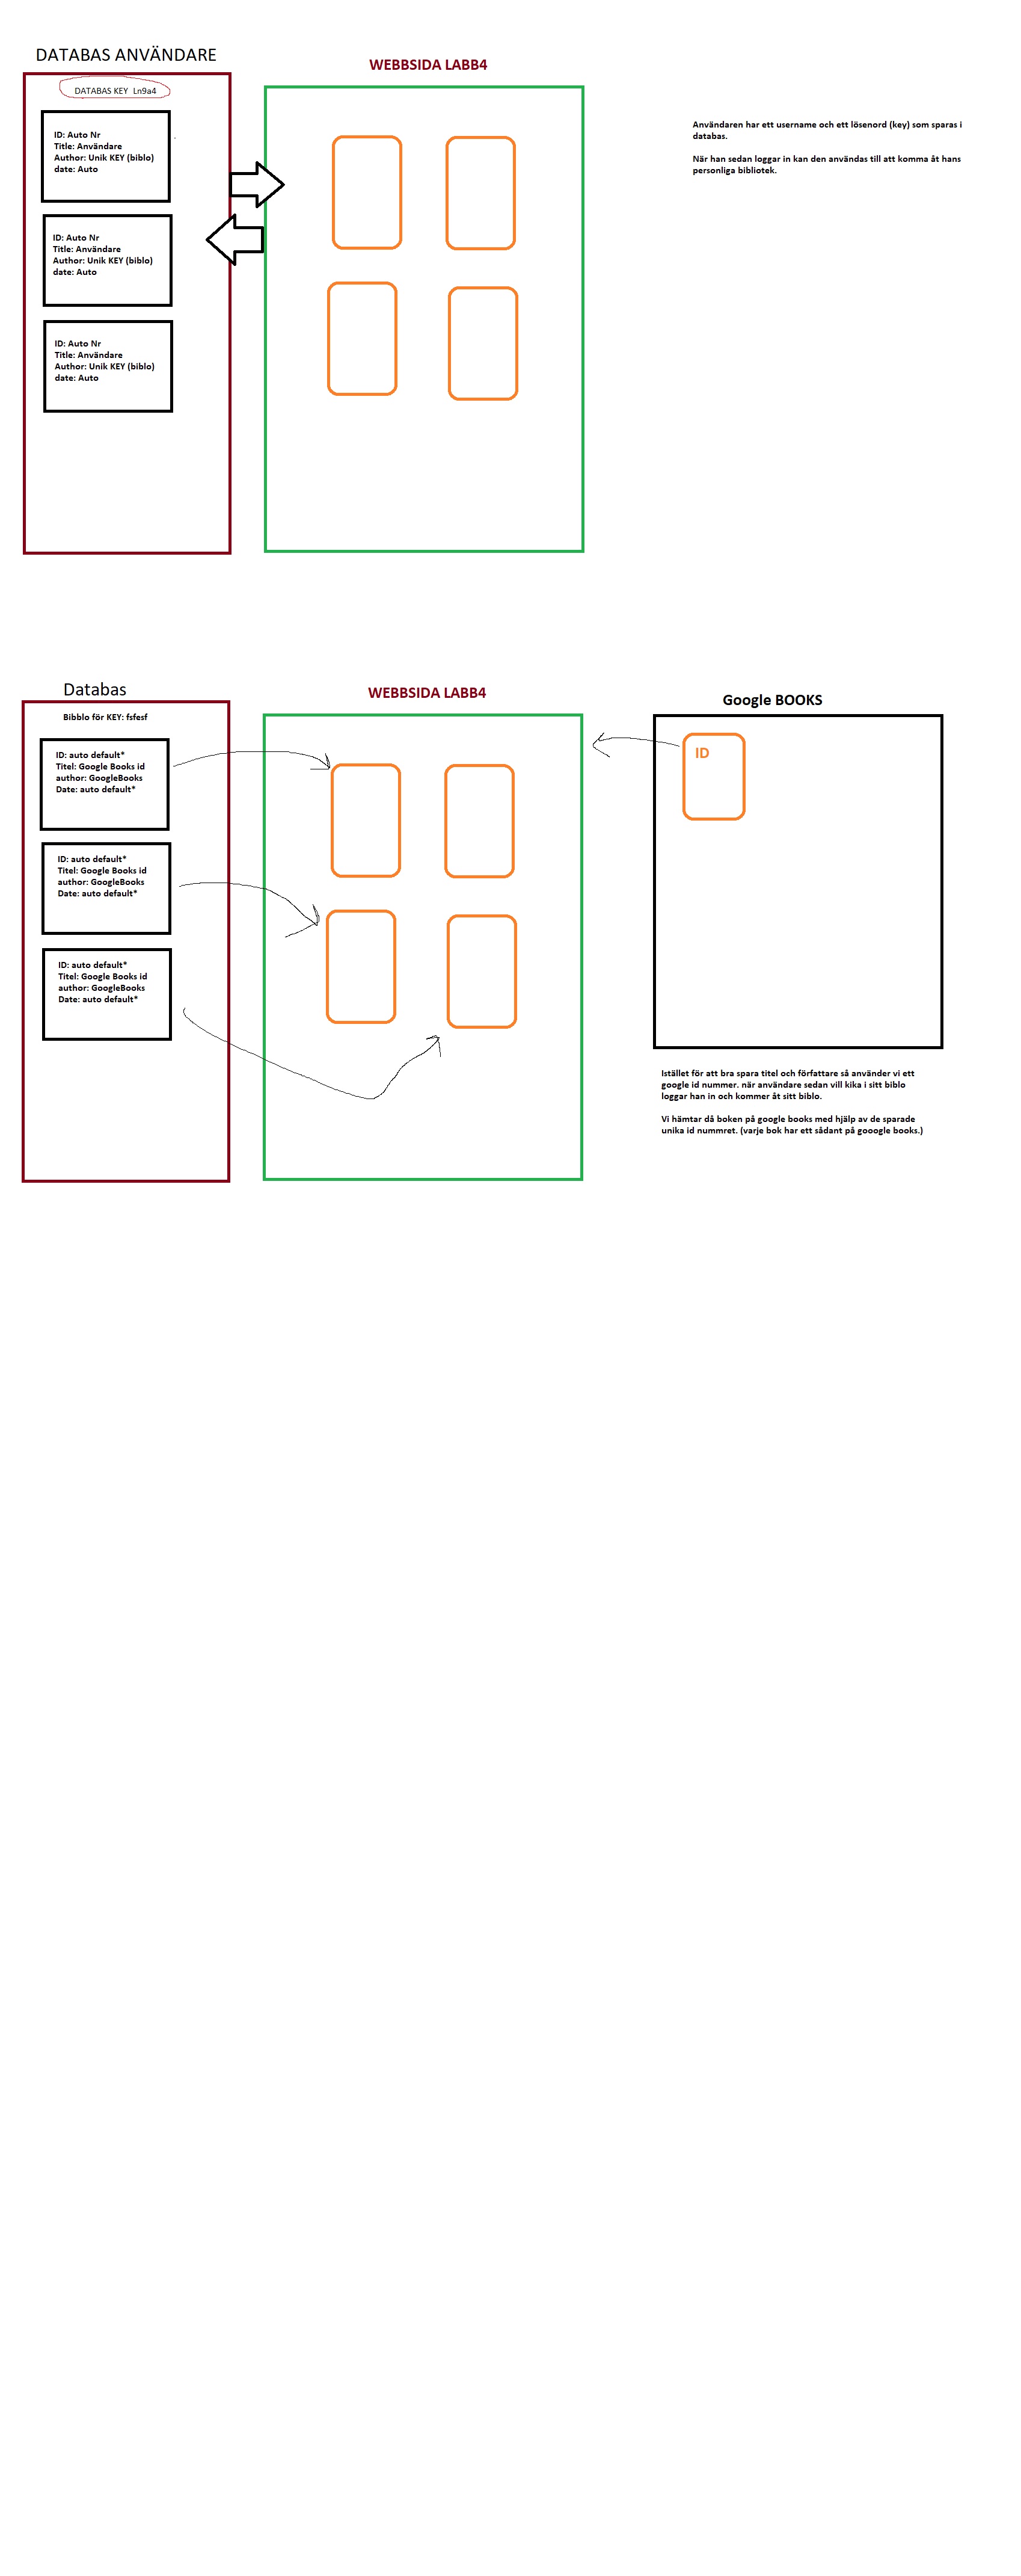 DATABAS ANVÄNDARE
WEBBSIDA LABB4
DATABAS KEY Ln9a4
ID: Auto Nr
Title: Användare
Author: Unik KEY (biblo)
date: Auto
ID: Auto Nr
Title: Användare
Author: Unik KEY (biblo)
date: Auto
ID: Auto Nr
Title: Användare
Author: Unik KEY (biblo)
date: Auto
Användaren har ett username och ett lösenord (key) som sparas i
databas.
När han sedan loggar in kan den användas till att komma åt hans
personliga bibliotek.
Databas
WEBBSIDA LABB4
Google BOOKS
Bibblo för KEY: fsfesf
ID: auto default*
Titel: Google Books id
author: GoogleBooks
Date: auto default*
ID: auto default*
Titel: Google Books id
author: GoogleBooks
Date: auto default*
ID: auto default*
Titel: Google Books id
author: GoogleBooks
Date: auto default*
ID
Istället för att bra spara titel och författare så använder vi ett
google id nummer. när användare sedan vill kika i sitt biblo
loggar han in och kommer åt sitt biblo.
Vi hämtar då boken på google books med hjälp av de sparade
unika id nummret. (varje bok har ett sådant på gooogle books.)